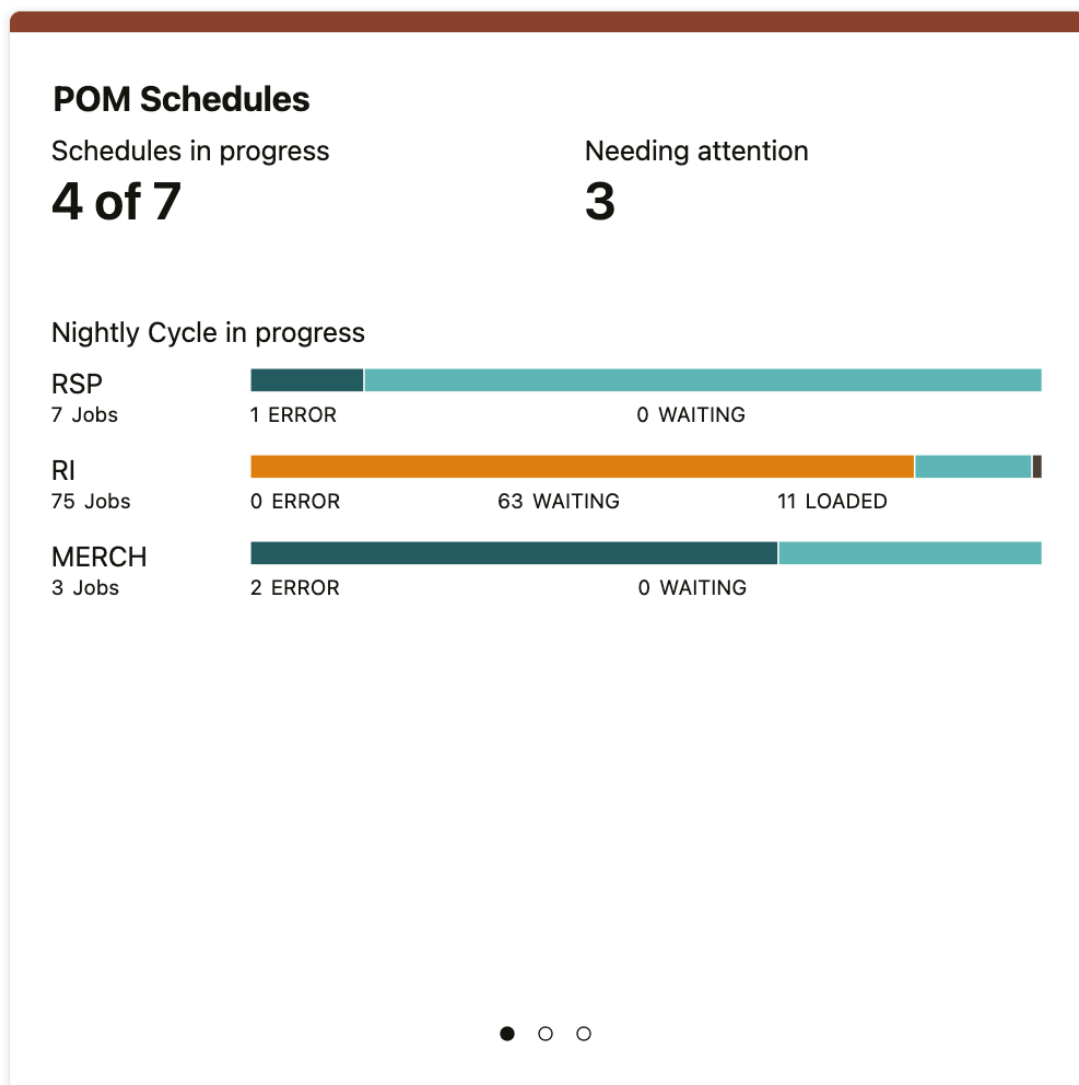 POM Schedules
Schedules in progress
Needing attention
4 of 7
3
Nightly Cycle in progress
RSP
7 Jobs
1 ERROR
0 WAITING
RI
75 Jobs
0 ERROR
63 WAITING
11 LOADED
MERCH
3 Jobs
2 ERROR
0 WAITING